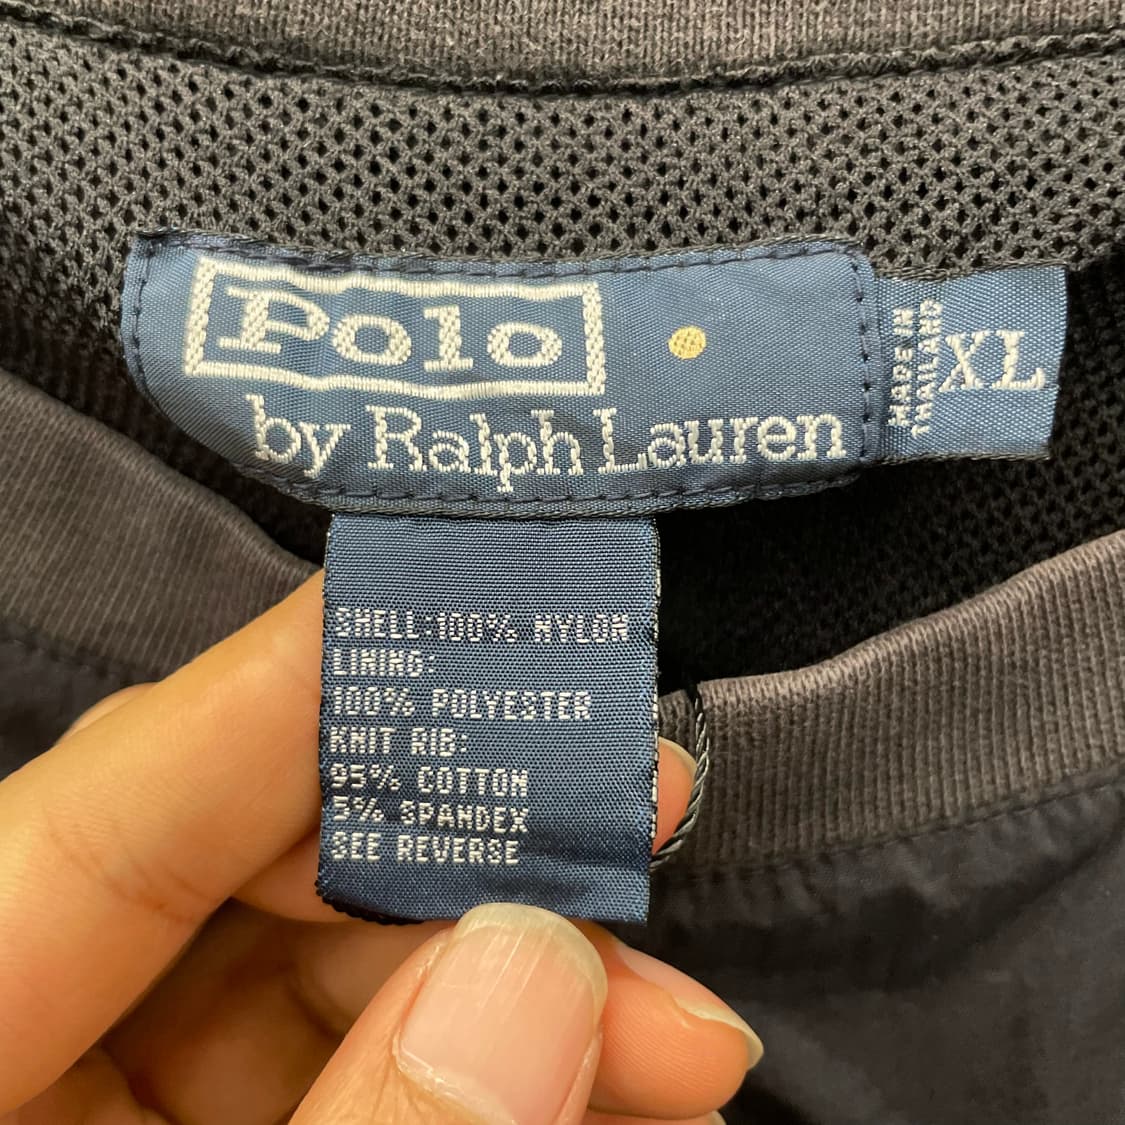 Polo
by Ralph Lauren
MADE IN
THAILAND
XL
SHELL:100% NYLON
LINING:
100% POLYESTER
KNIT RIB:
95% COTTON
5% SPANDEX
SEE REVERSE